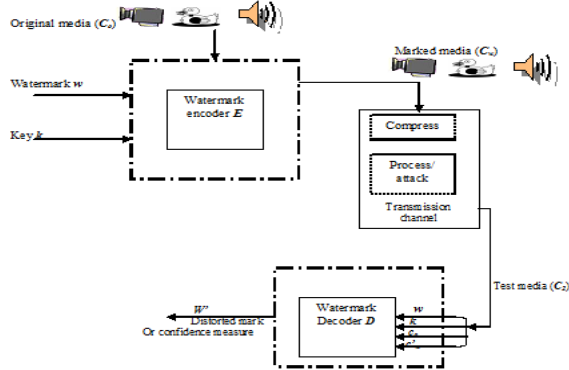 Original media (Cₒ)
Marked media (Cᵤ)
Watermark w
Watermark
encoder E
Key k
Compress
Process/
attack
Transmission
channel
Test media (C₂)
W'
Distorted mark
Or confidence measure
Watermark
Decoder D
w
k